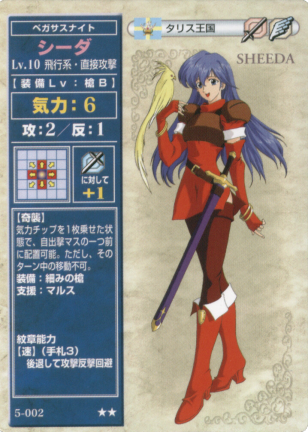 ペガサスナイト
シーダ
Lv.10 飛行系・直接攻撃
【装備Lv:槍B】
気力:6
攻:2/反:1
に対して
+1
【奇襲】
気力チップを1枚乗せた状
態で、自出撃マスの一つ前
に配置可能。ただし、その
ターン中の移動不可。
装備:細みの槍
支援:マルス
紋章能力
【速】(手札3)
後退して攻撃反撃回避
5-002
★★
タリス王国
SHEEDA